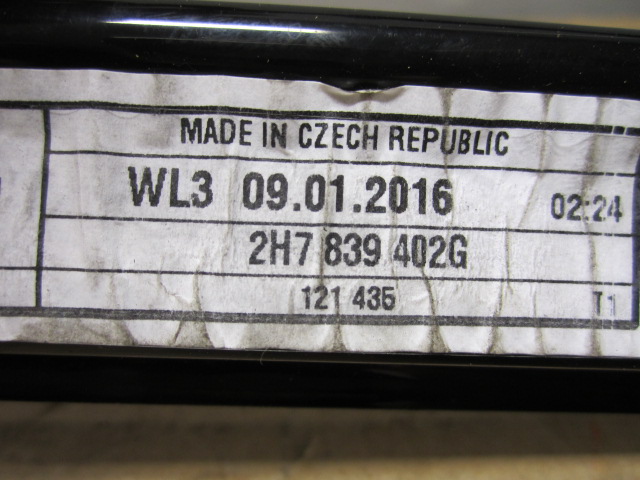 MADE IN CZECH REPUBLIC
WL3 09.01.2016 02:24
2H7 839 402G
121 435 T1